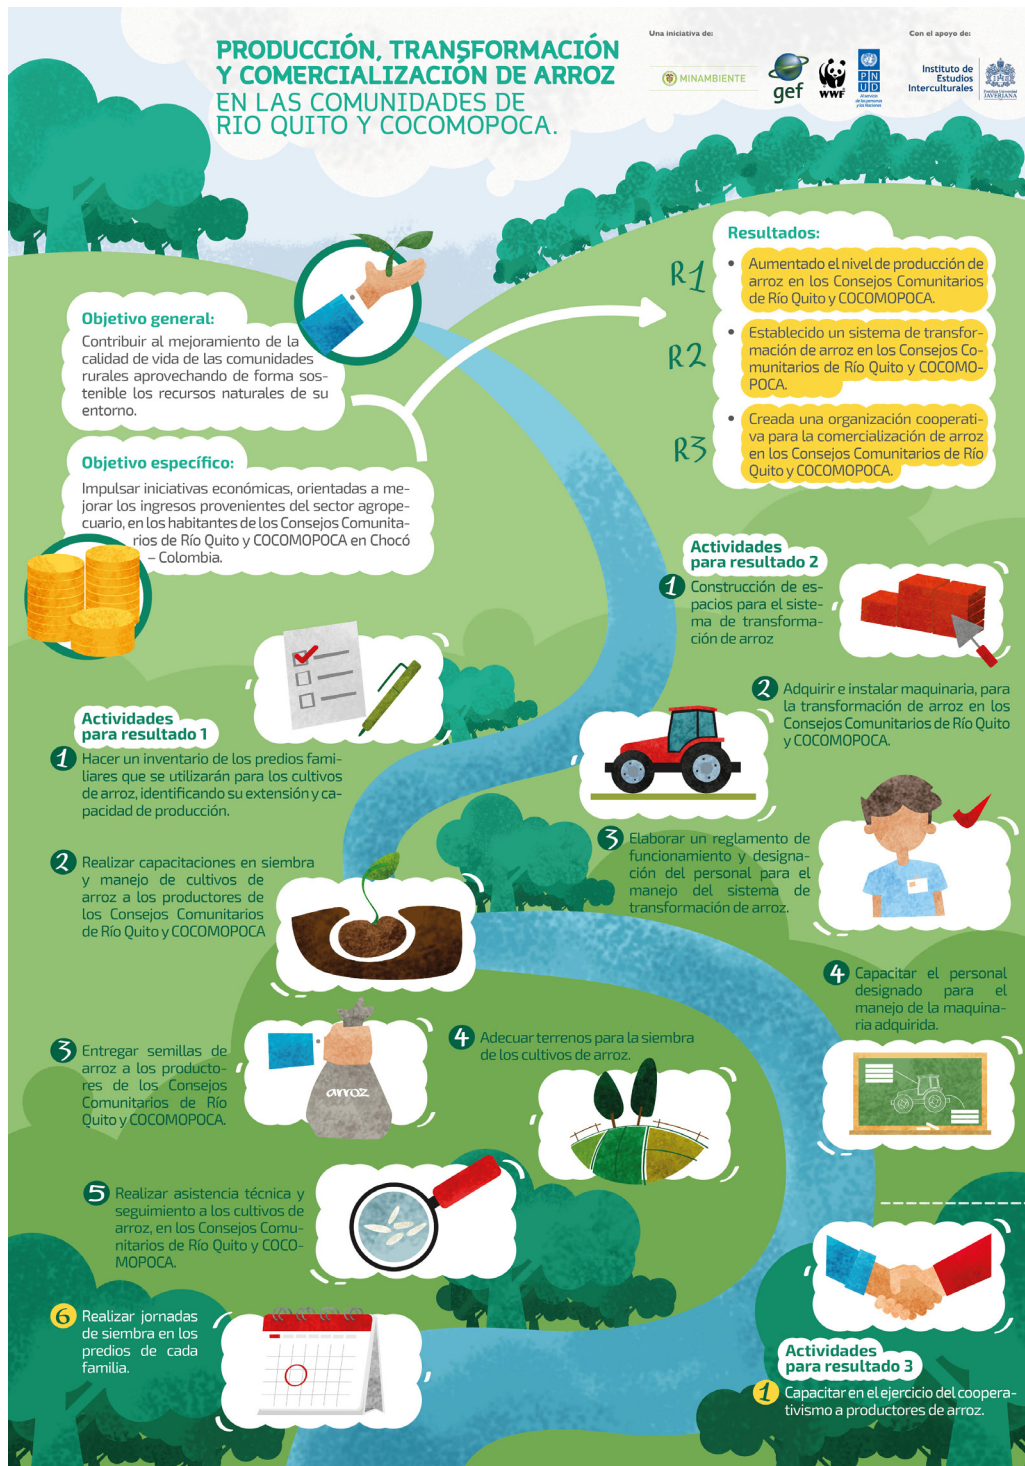 PRODUCCIÓN, TRANSFORMACIÓN
Y COMERCIALIZACIÓN DE ARROZ
EN LAS COMUNIDADES DE
RIO QUITO Y COCOMOPOCA.
Una iniciativa de:
MINAMBIENTE
gef
WWF
P N
U D
Al servicio
de las personas
y las Naciones
Con el apoyo de:
Instituto de
Estudios
Interculturales
Pontificia Universidad
JAVERIANA
Objetivo general:
Contribuir al mejoramiento de la
calidad de vida de las comunidades
rurales aprovechando de forma sos-
tenible los recursos naturales de su
entorno.
Objetivo específico:
Impulsar iniciativas económicas, orientadas a me-
jorar los ingresos provenientes del sector agrope-
cuario, en los habitantes de los Consejos Comunita-
rios de Río Quito y COCOMOPOCA en Chocó
– Colombia.
Resultados:
R1
• Aumentado el nivel de producción de
arroz en los Consejos Comunitarios
de Río Quito y COCOMOPOCA.
R2
• Establecido un sistema de transfor-
mación de arroz en los Consejos Co-
munitarios de Río Quito y COCOMO-
POCA.
R3
• Creada una organización cooperati-
va para la comercialización de arroz
en los Consejos Comunitarios de Río
Quito y COCOMOPOCA.
Actividades
para resultado 1
1 Hacer un inventario de los predios fami-
liares que se utilizarán para los cultivos
de arroz, identificando su extensión y ca-
pacidad de producción.
2 Realizar capacitaciones en siembra
y manejo de cultivos de
arroz a los productores de
los Consejos Comunitarios
de Río Quito y COCOMOPOCA
3 Entregar semillas de
arroz a los producto-
res de los Consejos
Comunitarios de Río
Quito y COCOMOPOCA.
arroz
4 Adecuar terrenos para la siembra
de los cultivos de arroz.
5 Realizar asistencia técnica y
seguimiento a los cultivos de
arroz, en los Consejos Comu-
nitarios de Río Quito y COCO-
MOPOCA.
6 Realizar jornadas
de siembra en los
predios de cada
familia.
Actividades
para resultado 2
1 Construcción de es-
pacios para el siste-
ma de transforma-
ción de arroz
2 Adquirir e instalar maquinaria, para
la transformación de arroz en los
Consejos Comunitarios de Río Quito
y COCOMOPOCA.
3 Elaborar un reglamento de
funcionamiento y designa-
ción del personal para el
manejo del sistema de
transformación de arroz.
4 Capacitar el personal
designado para el
manejo de la maquina-
ria adquirida.
Actividades
para resultado 3
1 Capacitar en el ejercicio del coopera-
tivismo a productores de arroz.